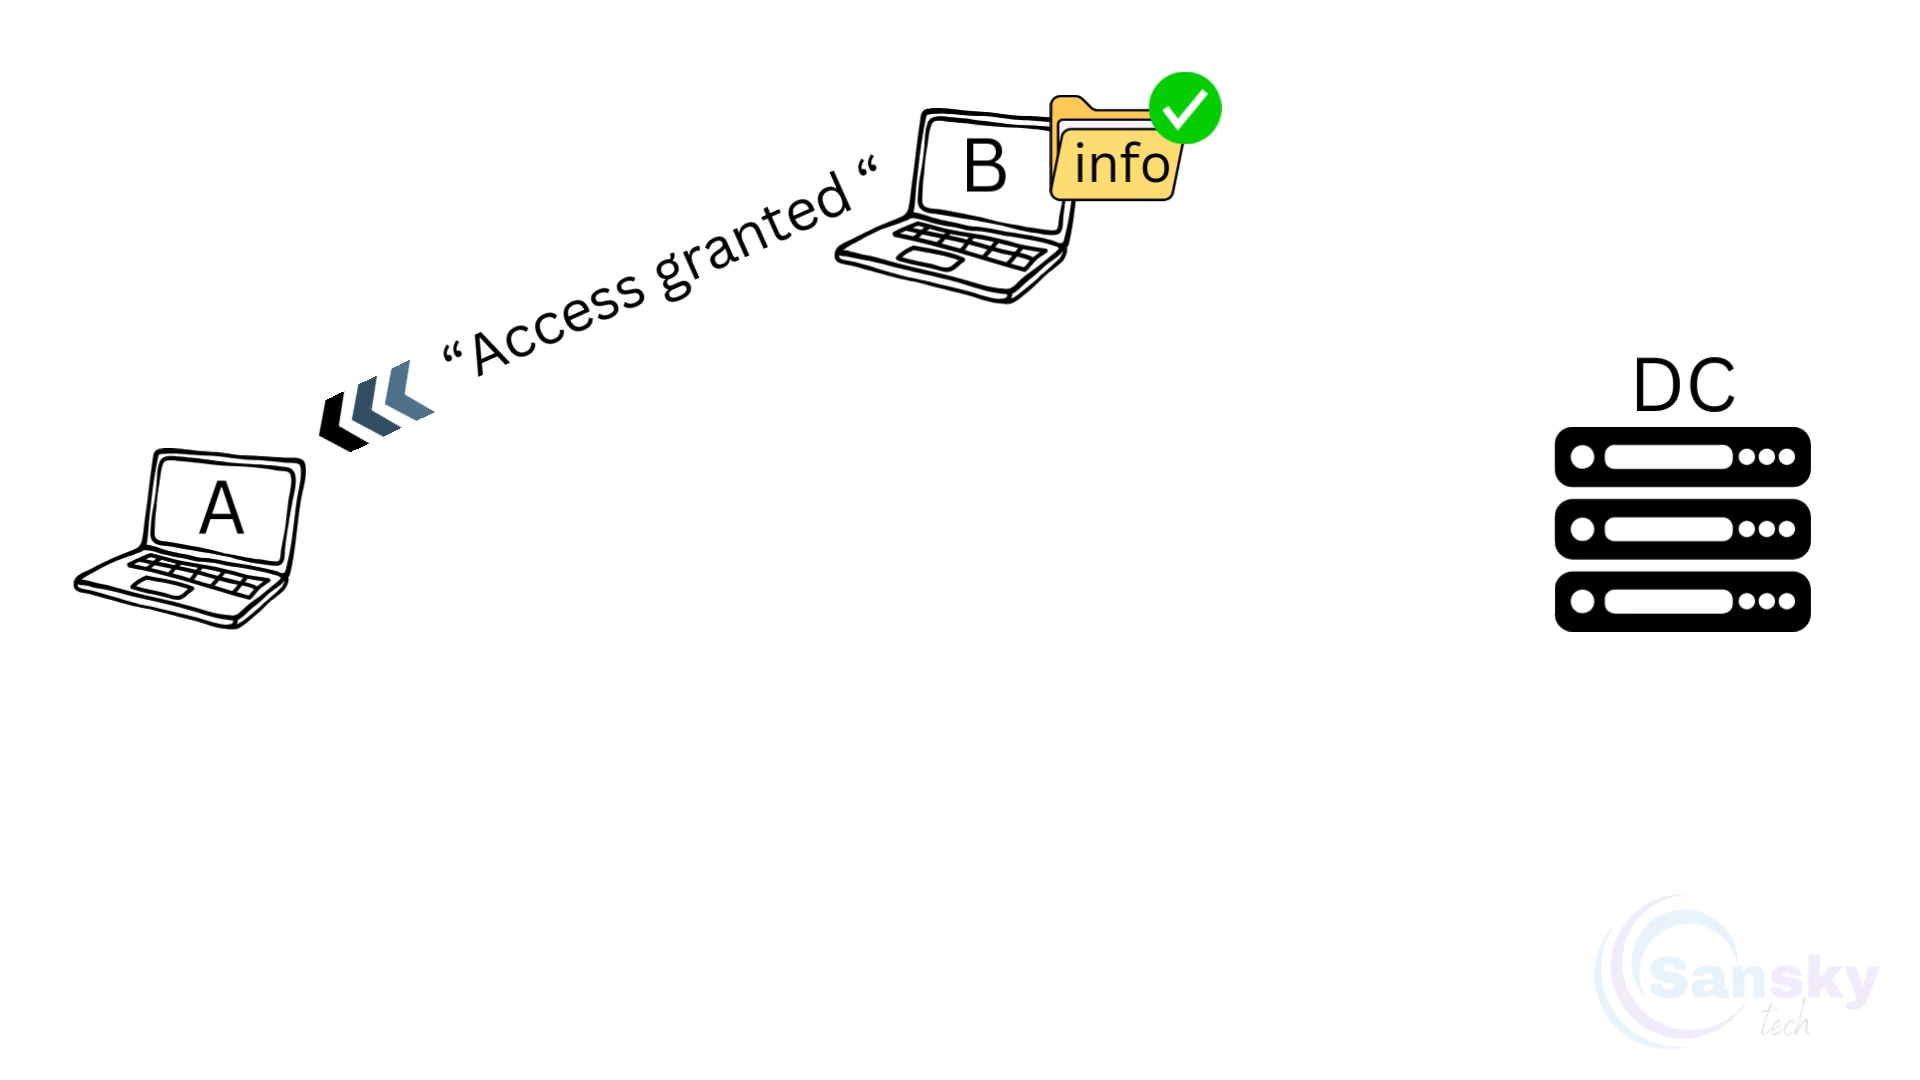 B
info
“Access granted “
DC
A
Sansky
tech